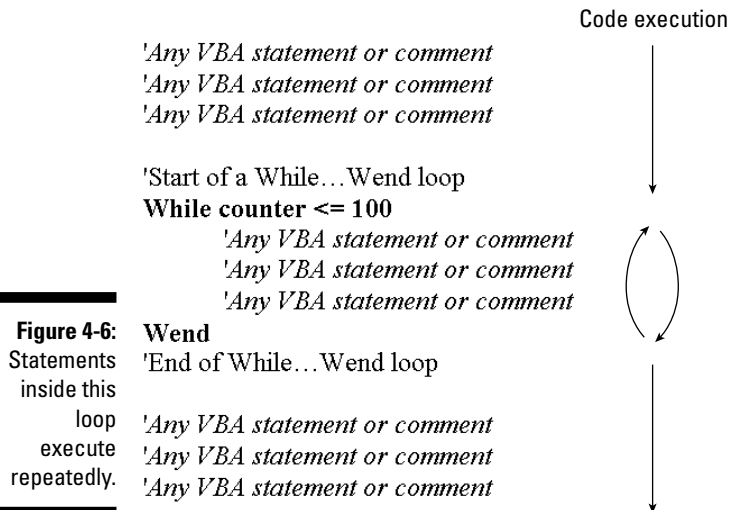 Code execution
'Any VBA statement or comment
'Any VBA statement or comment
'Any VBA statement or comment
'Start of a While…Wend loop
While counter <= 100
'Any VBA statement or comment
'Any VBA statement or comment
'Any VBA statement or comment
Wend
'End of While…Wend loop
'Any VBA statement or comment
'Any VBA statement or comment
'Any VBA statement or comment
Figure 4-6:
Statements
inside this
loop
execute
repeatedly.